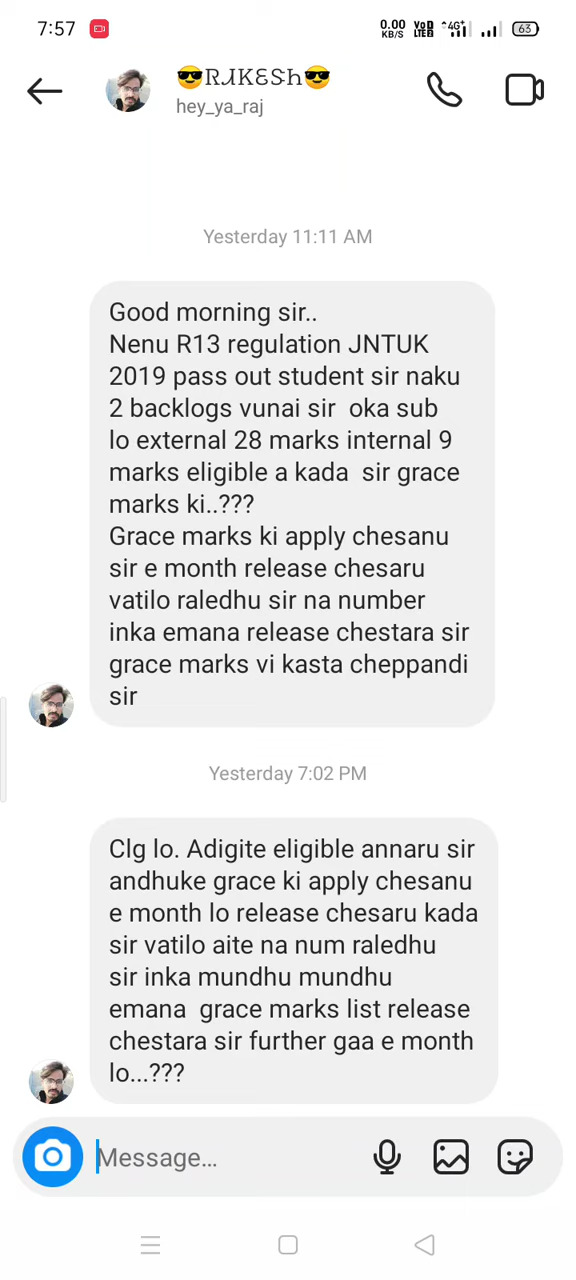 7:57
0.00 KB/S VoD LTE2 4G+ 63
😎RJKESh😎
hey_ya_raj
Yesterday 11:11 AM
Good morning sir..
Nenu R13 regulation JNTUK
2019 pass out student sir naku
2 backlogs vunai sir oka sub
lo external 28 marks internal 9
marks eligible a kada sir grace
marks ki..???
Grace marks ki apply chesanu
sir e month release chesaru
vatilo raledhu sir na number
inka emana release chestara sir
grace marks vi kasta cheppandi
sir
Yesterday 7:02 PM
Clg lo. Adigite eligible annaru sir
andhuke grace ki apply chesanu
e month lo release chesaru kada
sir vatilo aite na num raledhu
sir inka mundhu mundhu
emana grace marks list release
chestara sir further gaa e month
lo...???
Message...